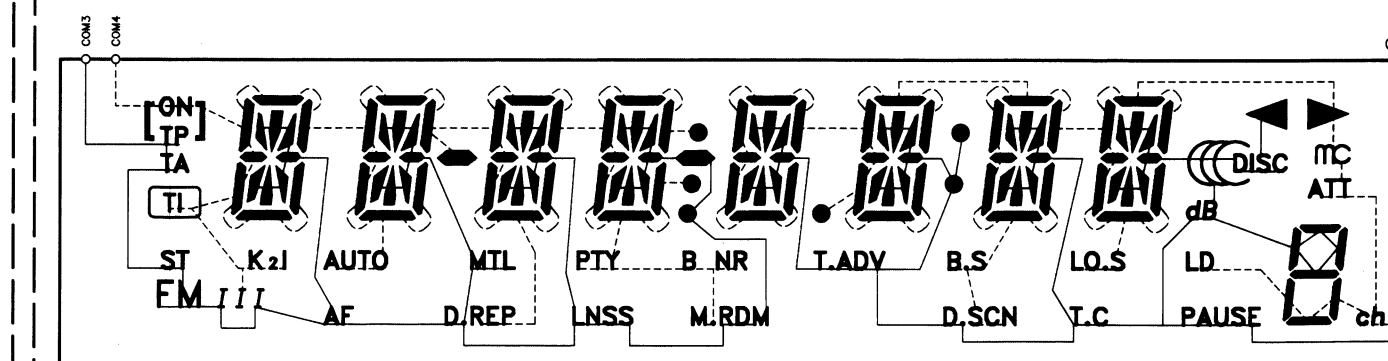 COM3 COM4
[ON
TP]
TA
TI
DISC
MC
ATT
dB
ST K2I AUTO MTL PTY B NR T.ADV B.S LO.S LD
FM I I I AF D.REP LNSS M.RDM D.SCN T.C PAUSE ch